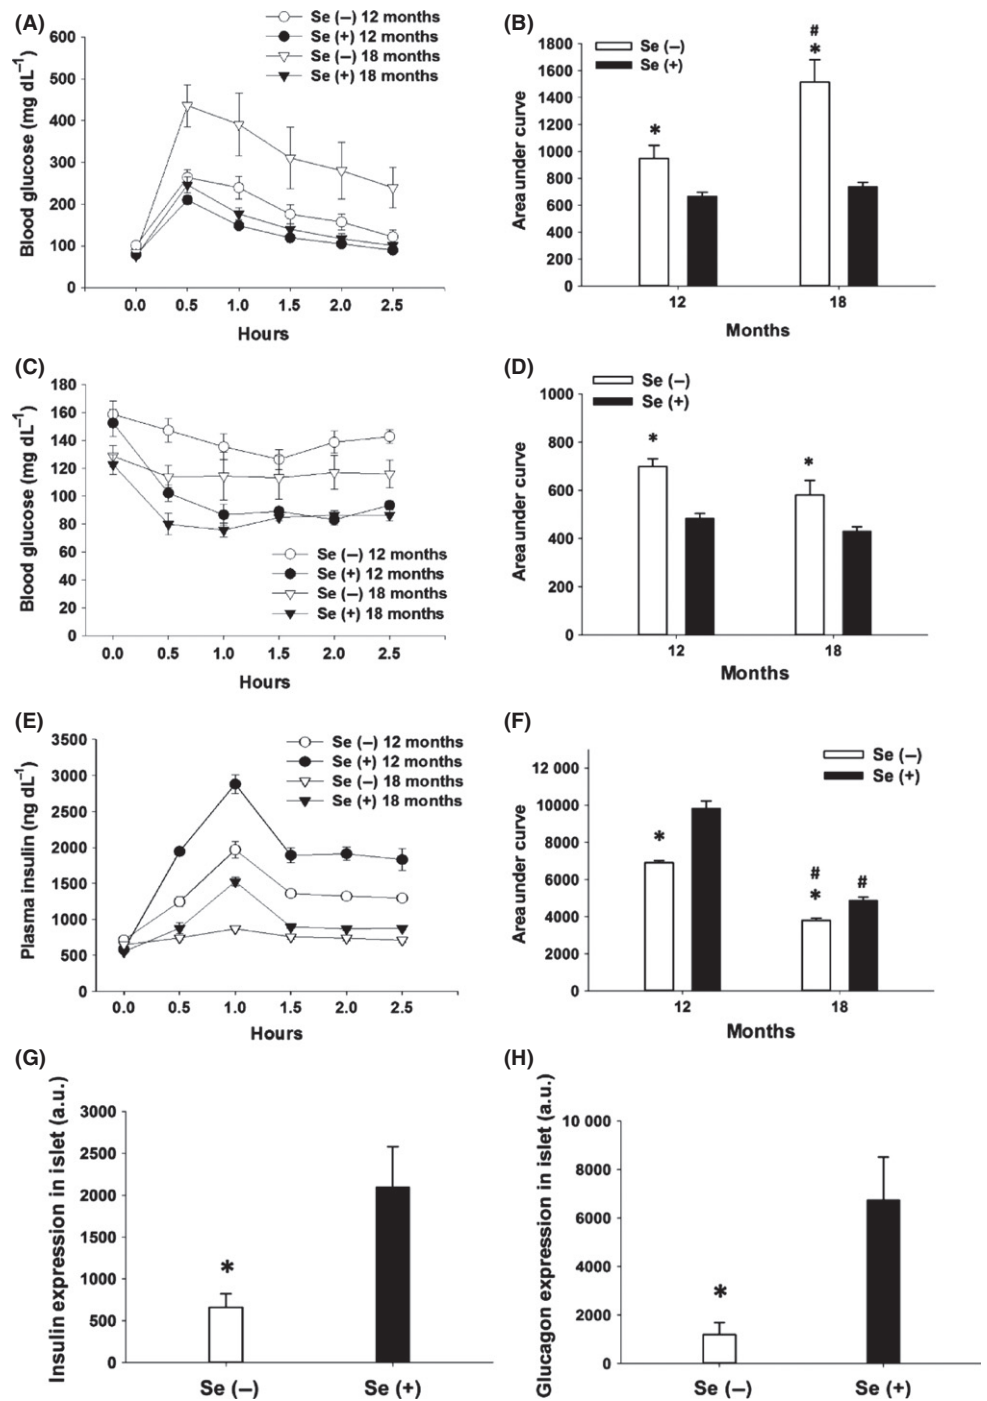 (A)
Se (–) 12 months
Se (+) 12 months
Se (–) 18 months
Se (+) 18 months
Blood glucose (mg dL–1)
600
500
400
300
200
100
0
0.0 0.5 1.0 1.5 2.0 2.5
Hours
(B)
Se (–)
Se (+)
Area under curve
1800
1600
1400
1200
1000
800
600
400
200
0
*
#
*
12 18
Months
(C)
Blood glucose (mg dL–1)
180
160
140
120
100
80
60
40
20
0
Se (–) 12 months
Se (+) 12 months
Se (–) 18 months
Se (+) 18 months
0.0 0.5 1.0 1.5 2.0 2.5
Hours
(D)
Se (–)
Se (+)
Area under curve
1000
800
600
400
200
0
*
*
12 18
Months
(E)
Se (–) 12 months
Se (+) 12 months
Se (–) 18 months
Se (+) 18 months
Plasma insulin (ng dL–1)
3500
3000
2500
2000
1500
1000
500
0
0.0 0.5 1.0 1.5 2.0 2.5
Hours
(F)
Se (–)
Se (+)
Area under curve
12 000
10000
8000
6000
4000
2000
0
*
# #
*
12 18
Months
(G)
Insulin expression in islet (a.u.)
3000
2500
2000
1500
1000
500
0
*
Se (–) Se (+)
(H)
Glucagon expression in islet (a.u.)
10 000
8000
6000
4000
2000
0
*
Se (–) Se (+)